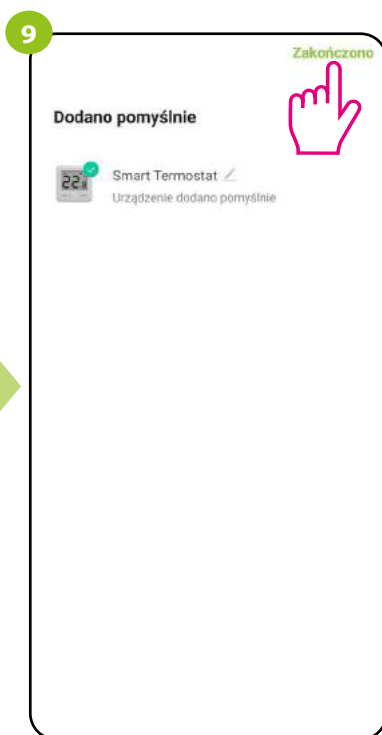 9
Zakończono
Dodano pomyślnie
22
Smart Termostat
Urządzenie dodano pomyślnie